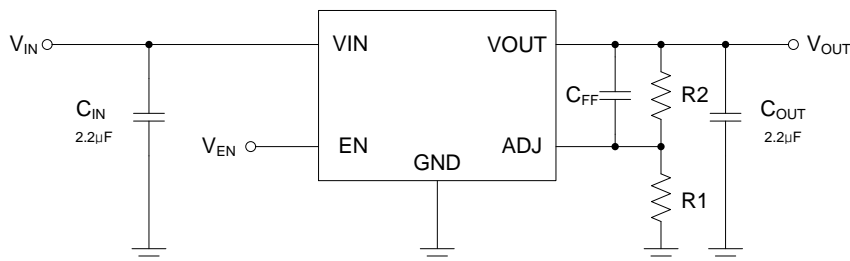 VIN
VIN
VOUT
VOUT
CIN
2.2μF
CFF
R2
COUT
2.2μF
VEN
EN
ADJ
GND
R1